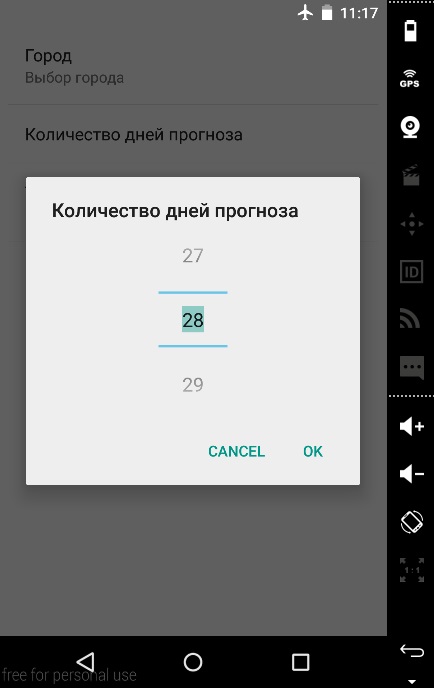 11:17
Город
Выбор города
Количество дней прогноза
Количество дней прогноза
27
28
29
CANCEL OK
GPS
ID
1:1
free for personal use